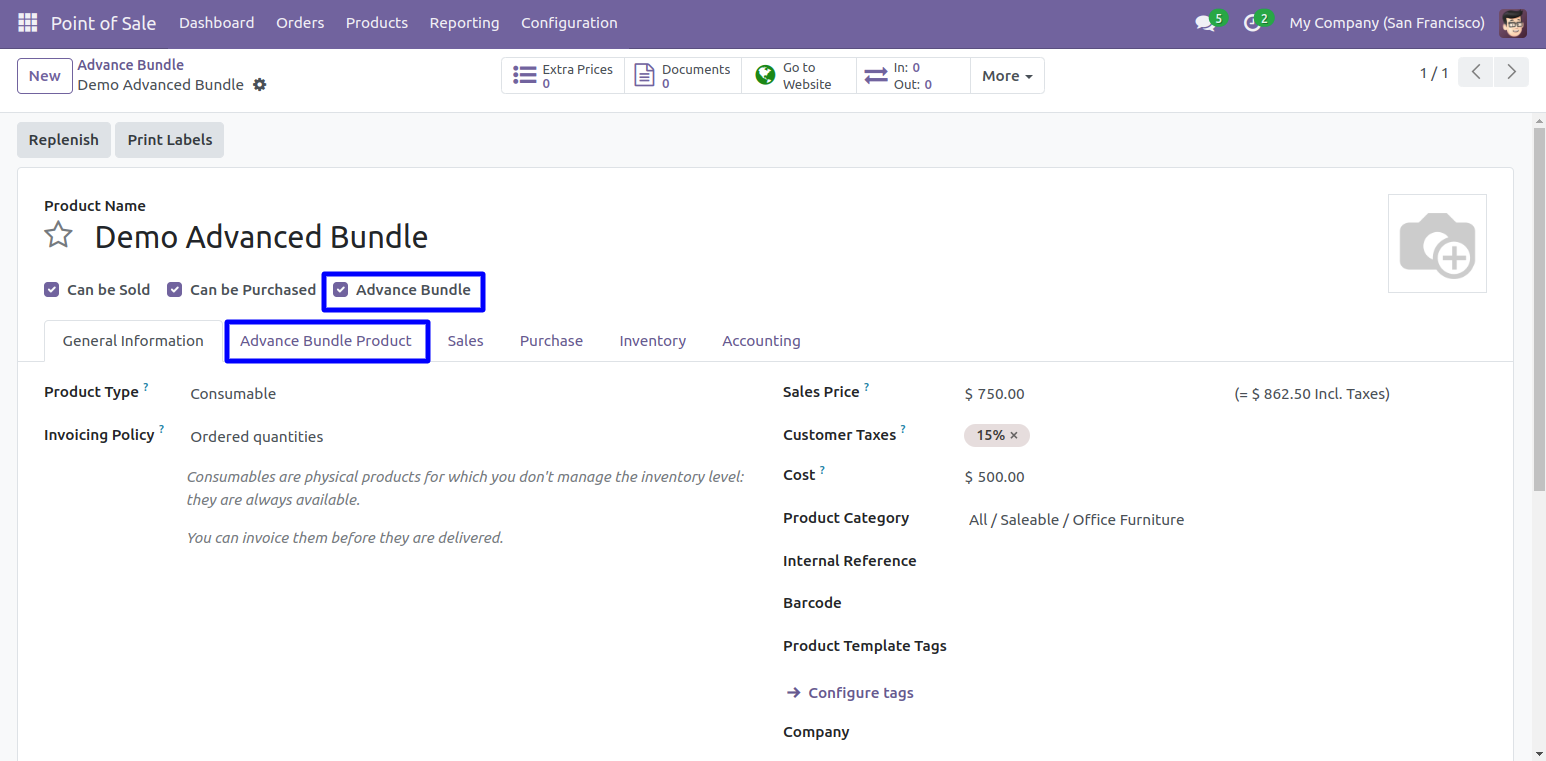 Point of Sale Dashboard Orders Products Reporting Configuration 5 2 My Company (San Francisco)
New Advance Bundle
Demo Advanced Bundle
Extra Prices
0
Documents
0
Go to
Website
In: 0
Out: 0
More
1 / 1
Replenish Print Labels
Product Name
Demo Advanced Bundle
Can be Sold Can be Purchased Advance Bundle
General Information Advance Bundle Product Sales Purchase Inventory Accounting
Product Type ? Consumable
Invoicing Policy ? Ordered quantities
Consumables are physical products for which you don't manage the inventory level:
they are always available.
You can invoice them before they are delivered.
Sales Price ? $ 750.00 (= $ 862.50 Incl. Taxes)
Customer Taxes ? 15% ×
Cost ? $ 500.00
Product Category All / Saleable / Office Furniture
Internal Reference
Barcode
Product Template Tags
→ Configure tags
Company